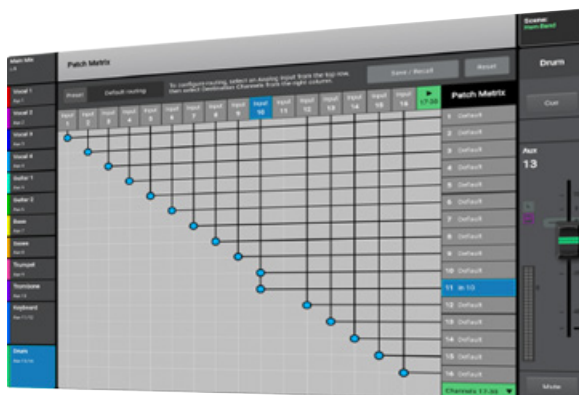 Scene:
Main Mix
Patch Matrix
Drum
Preset
Default routing
To configure routing, select an Analog Input from the top row,
then select Destination Channels from the right column.
Save / Recall
Reset
Vocal 1
Vocal 2
Vocal 3
Vocal 4
Guitar 1
Guitar 2
Bass
Trumpet
Trombone
Keyboard
Drum
Input 1
Input 2
Input 3
Input 4
Input 5
Input 6
Input 7
Input 8
Input 9
Input 10
Input 11
Input 12
Input 13
Input 14
Input 15
Input 16
Patch Matrix
1 Default
2 Default
3 Default
4 Default
5 Default
6 Default
7 Default
8 Default
9 Default
10 Default
11 In 10
12 Default
13 Default
14 Default
15 Default
16 Default
Cue
Aux
13
Mute